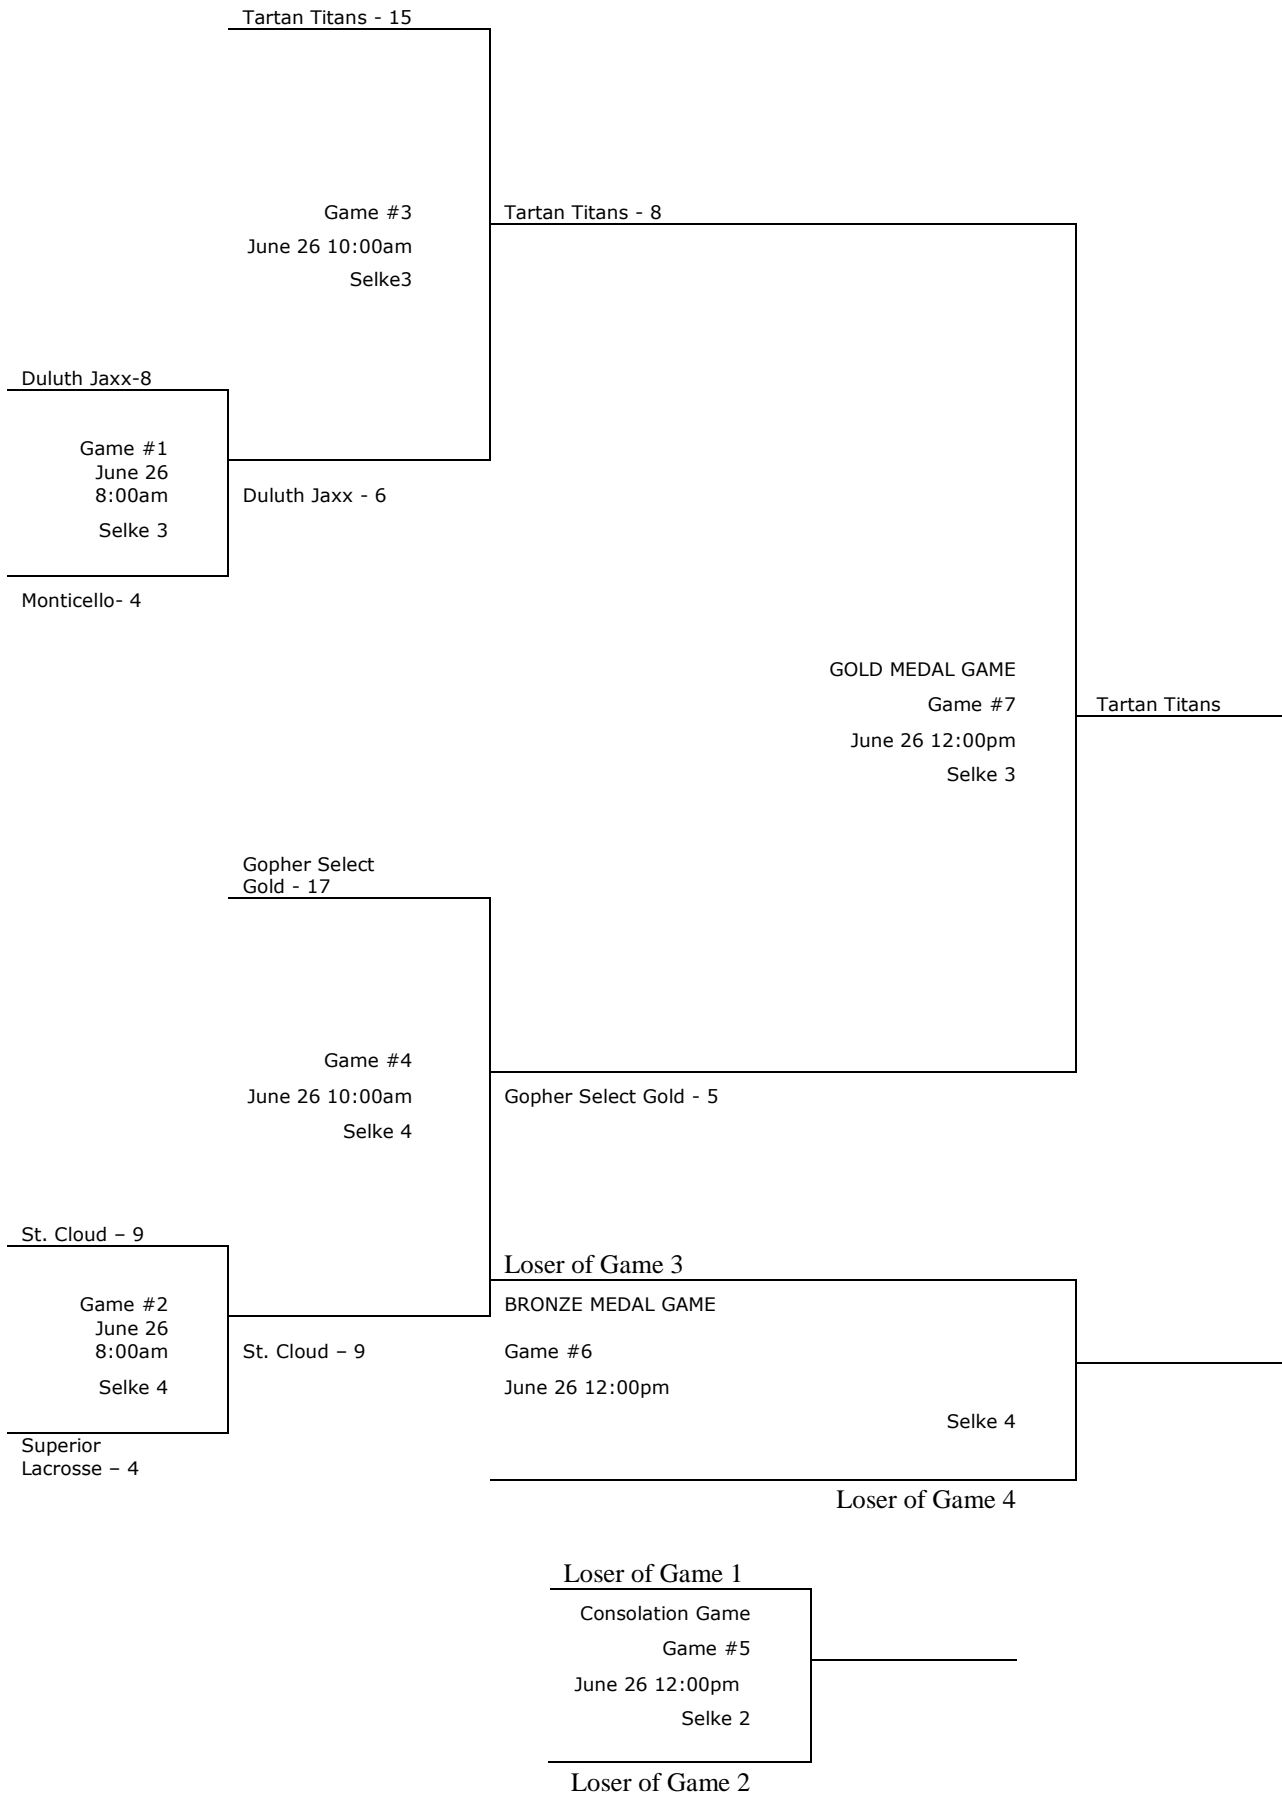 Tartan Titans - 15
Game #3
June 26 10:00am
Selke3
Tartan Titans - 8
Duluth Jaxx-8
Game #1
June 26
8:00am
Selke 3
Duluth Jaxx - 6
Monticello- 4
GOLD MEDAL GAME
Game #7
June 26 12:00pm
Selke 3
Tartan Titans
Gopher Select
Gold - 17
Game #4
June 26 10:00am
Selke 4
Gopher Select Gold - 5
St. Cloud – 9
Game #2
June 26
8:00am
Selke 4
St. Cloud – 9
Superior
Lacrosse – 4
Loser of Game 3
BRONZE MEDAL GAME
Game #6
June 26 12:00pm
Selke 4
Loser of Game 4
Loser of Game 1
Consolation Game
Game #5
June 26 12:00pm
Selke 2
Loser of Game 2